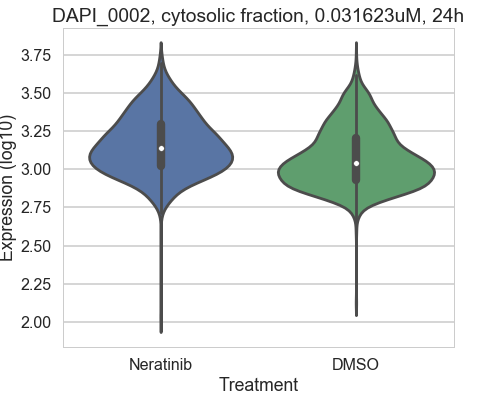 DAPI_0002, cytosolic fraction, 0.031623uM, 24h
Expression (log10)
3.75
3.50
3.25
3.00
2.75
2.50
2.25
2.00
Neratinib DMSO
Treatment